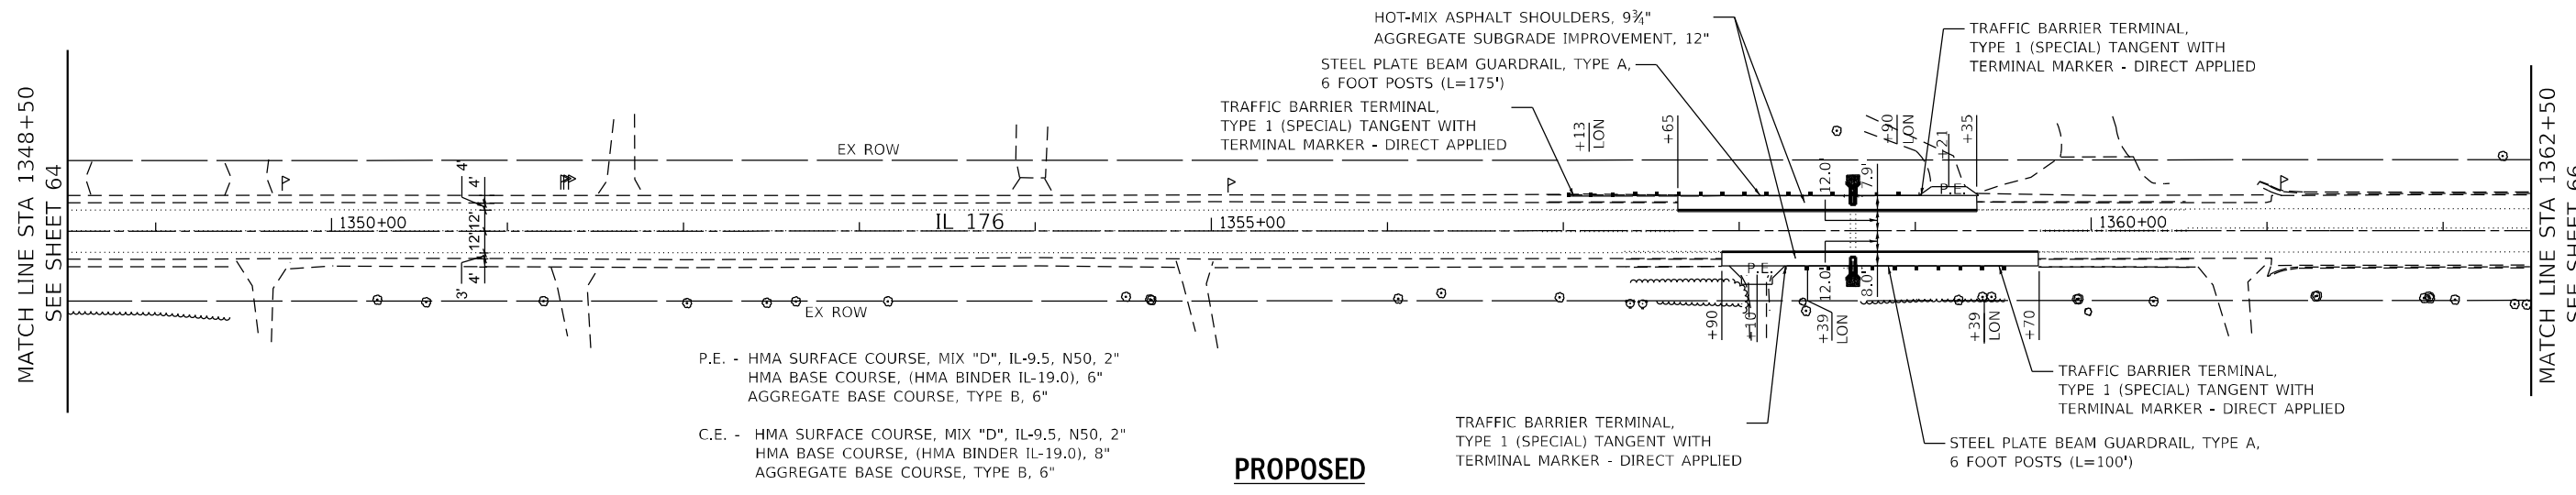 MATCH LINE STA 1348+50
SEE SHEET 64
HOT-MIX ASPHALT SHOULDERS, 9¾"
AGGREGATE SUBGRADE IMPROVEMENT, 12"
STEEL PLATE BEAM GUARDRAIL, TYPE A,
6 FOOT POSTS (L=175')
TRAFFIC BARRIER TERMINAL,
TYPE 1 (SPECIAL) TANGENT WITH
TERMINAL MARKER - DIRECT APPLIED
TRAFFIC BARRIER TERMINAL,
TYPE 1 (SPECIAL) TANGENT WITH
TERMINAL MARKER - DIRECT APPLIED
+13
LON
+65
+90
LON
+21
+35
EX ROW
4'
4'
12'
12'
3'
4'
12.0'
7.9'
P.E.
1350+00
IL 176
1355+00
1360+00
P.E.
12.0'
8.0'
EX ROW
+90
+10
+39
LON
+39
LON
+70
P.E. - HMA SURFACE COURSE, MIX "D", IL-9.5, N50, 2"
HMA BASE COURSE, (HMA BINDER IL-19.0), 6"
AGGREGATE BASE COURSE, TYPE B, 6"
C.E. - HMA SURFACE COURSE, MIX "D", IL-9.5, N50, 2"
HMA BASE COURSE, (HMA BINDER IL-19.0), 8"
AGGREGATE BASE COURSE, TYPE B, 6"
TRAFFIC BARRIER TERMINAL,
TYPE 1 (SPECIAL) TANGENT WITH
TERMINAL MARKER - DIRECT APPLIED
TRAFFIC BARRIER TERMINAL,
TYPE 1 (SPECIAL) TANGENT WITH
TERMINAL MARKER - DIRECT APPLIED
STEEL PLATE BEAM GUARDRAIL, TYPE A,
6 FOOT POSTS (L=100')
PROPOSED
MATCH LINE STA 1362+50
SEE SHEET 66